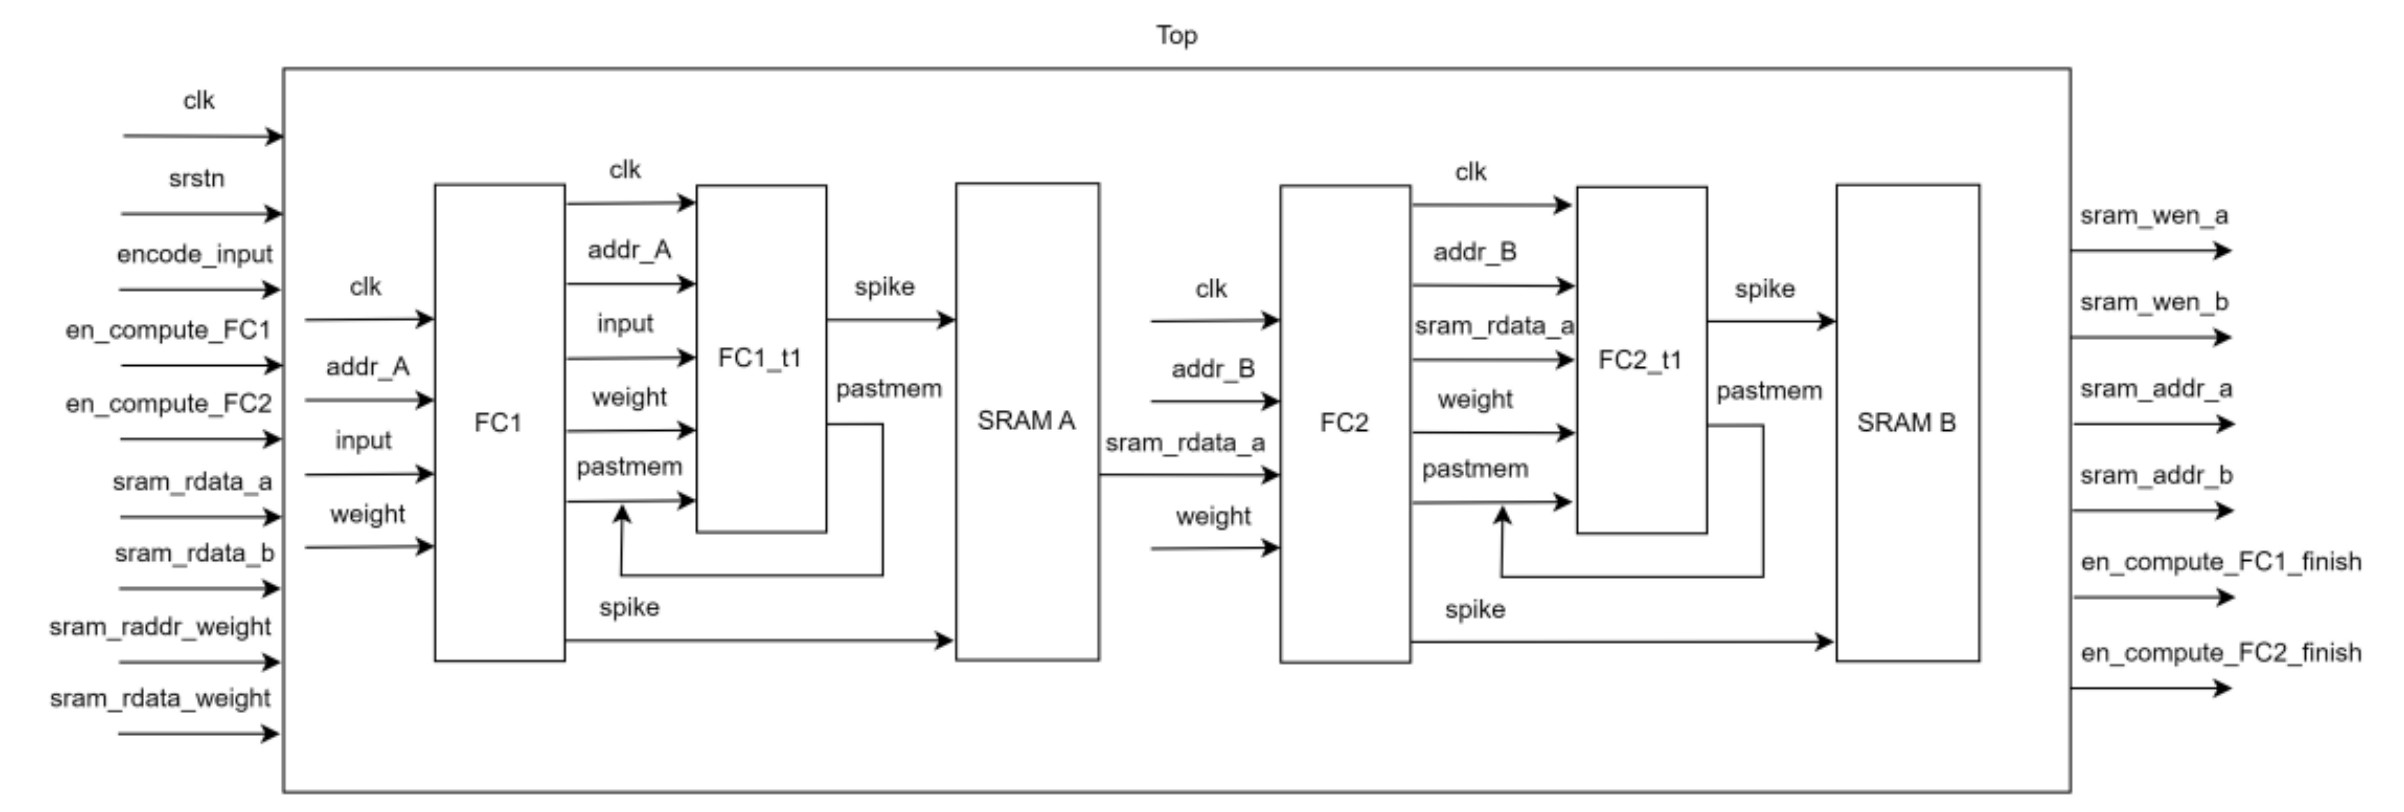 Top
clk
srstn
encode_input
en_compute_FC1
en_compute_FC2
sram_rdata_a
sram_rdata_b
sram_raddr_weight
sram_rdata_weight
clk
addr_A
input
weight
FC1
clk
addr_A
input
weight
pastmem
spike
FC1_t1
spike
pastmem
SRAM A
clk
addr_B
sram_rdata_a
weight
FC2
clk
addr_B
sram_rdata_a
weight
pastmem
spike
FC2_t1
spike
pastmem
SRAM B
sram_wen_a
sram_wen_b
sram_addr_a
sram_addr_b
en_compute_FC1_finish
en_compute_FC2_finish